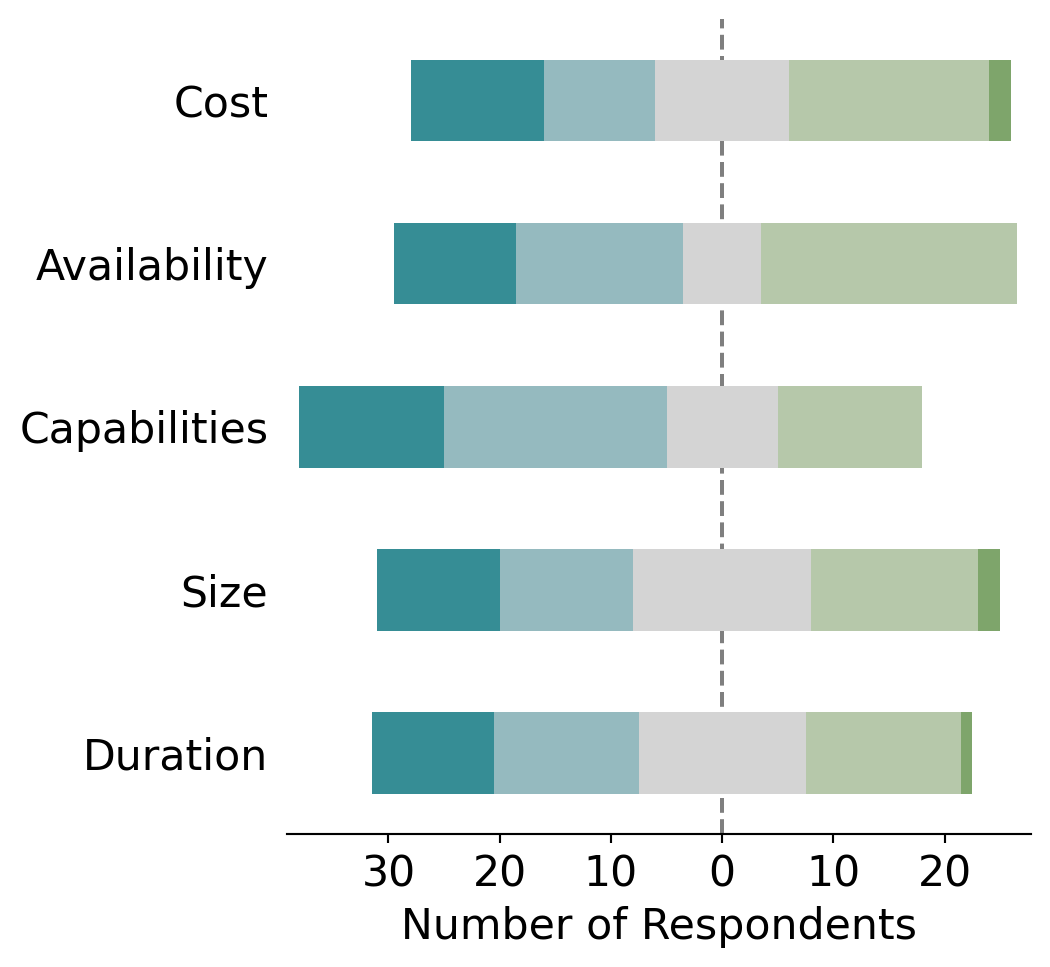 Cost
Availability
Capabilities
Size
Duration
30 20 10 0 10 20
Number of Respondents